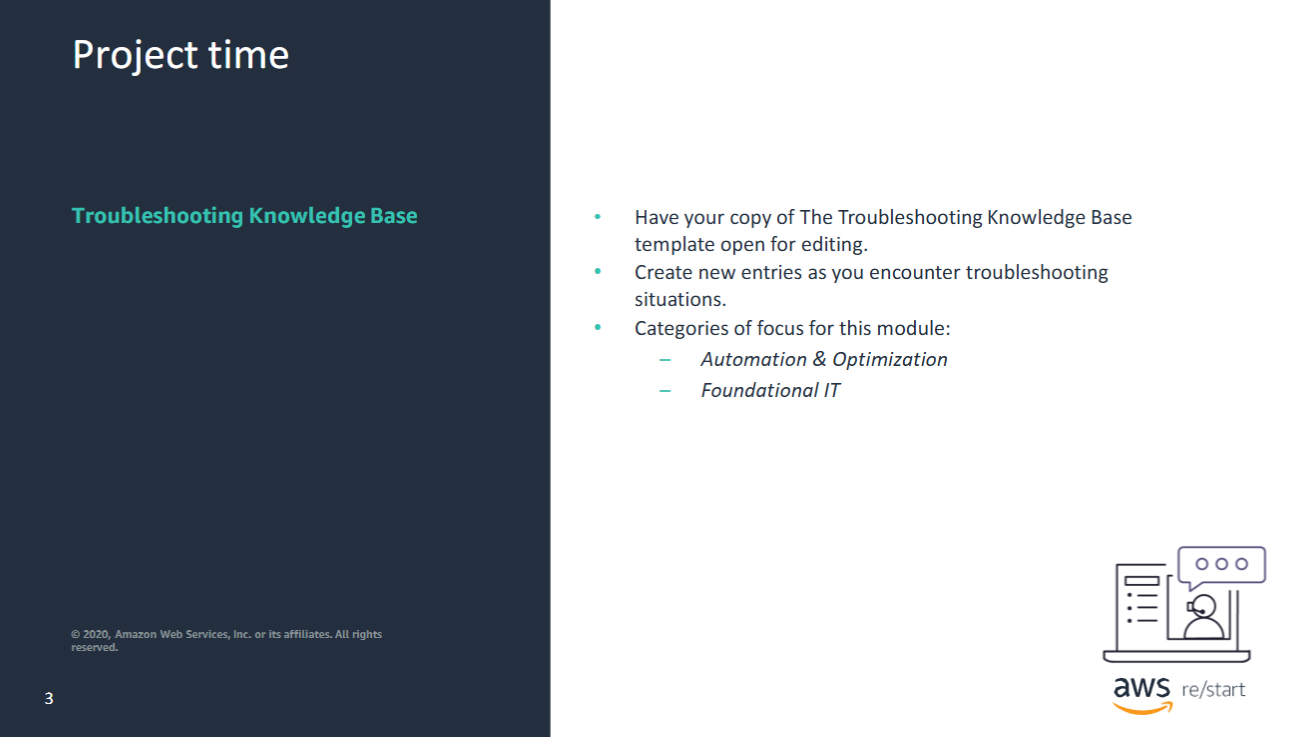 Project time
Troubleshooting Knowledge Base
• Have your copy of The Troubleshooting Knowledge Base
template open for editing.
• Create new entries as you encounter troubleshooting
situations.
• Categories of focus for this module:
– Automation & Optimization
– Foundational IT
© 2020, Amazon Web Services, Inc. or its affiliates. All rights
reserved.
3
aws re/start